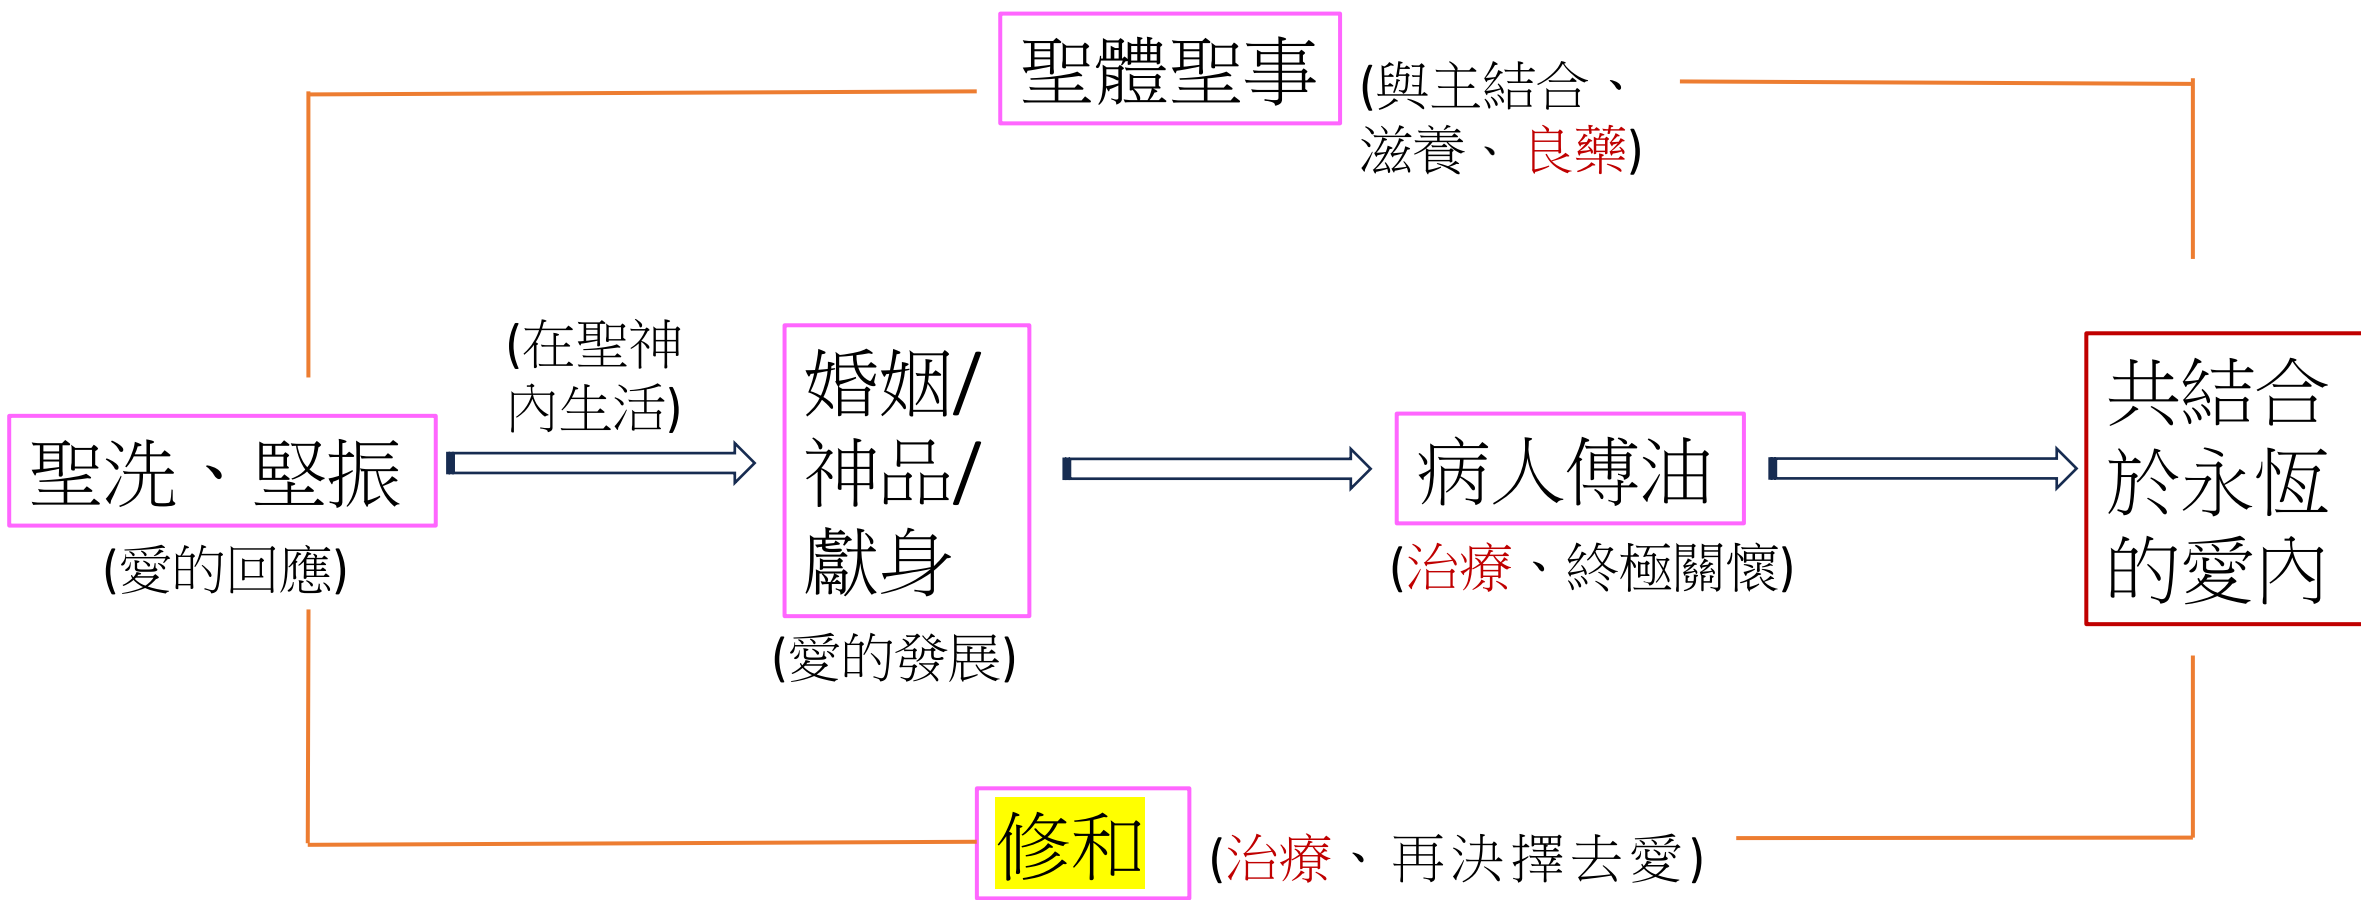 聖體聖事
(與主結合、
滋養、良藥)
(在聖神
內生活)
聖洗、堅振
(愛的回應)
婚姻/
神品/
獻身
(愛的發展)
病人傅油
(治療、終極關懷)
共結合
於永恆
的愛內
修和
(治療、再決擇去愛)